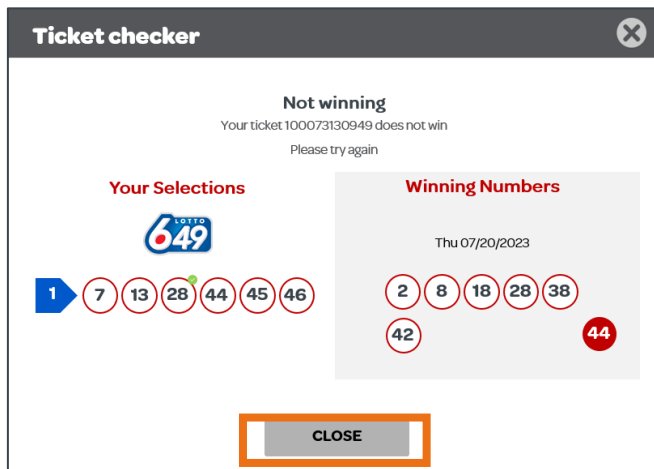 Ticket checker
Not winning
Your ticket 100073130949 does not win
Please try again
Your Selections
LOTTO
649
1 7 13 28 44 45 46
Winning Numbers
Thu 07/20/2023
2 8 18 28 38
42 44
CLOSE